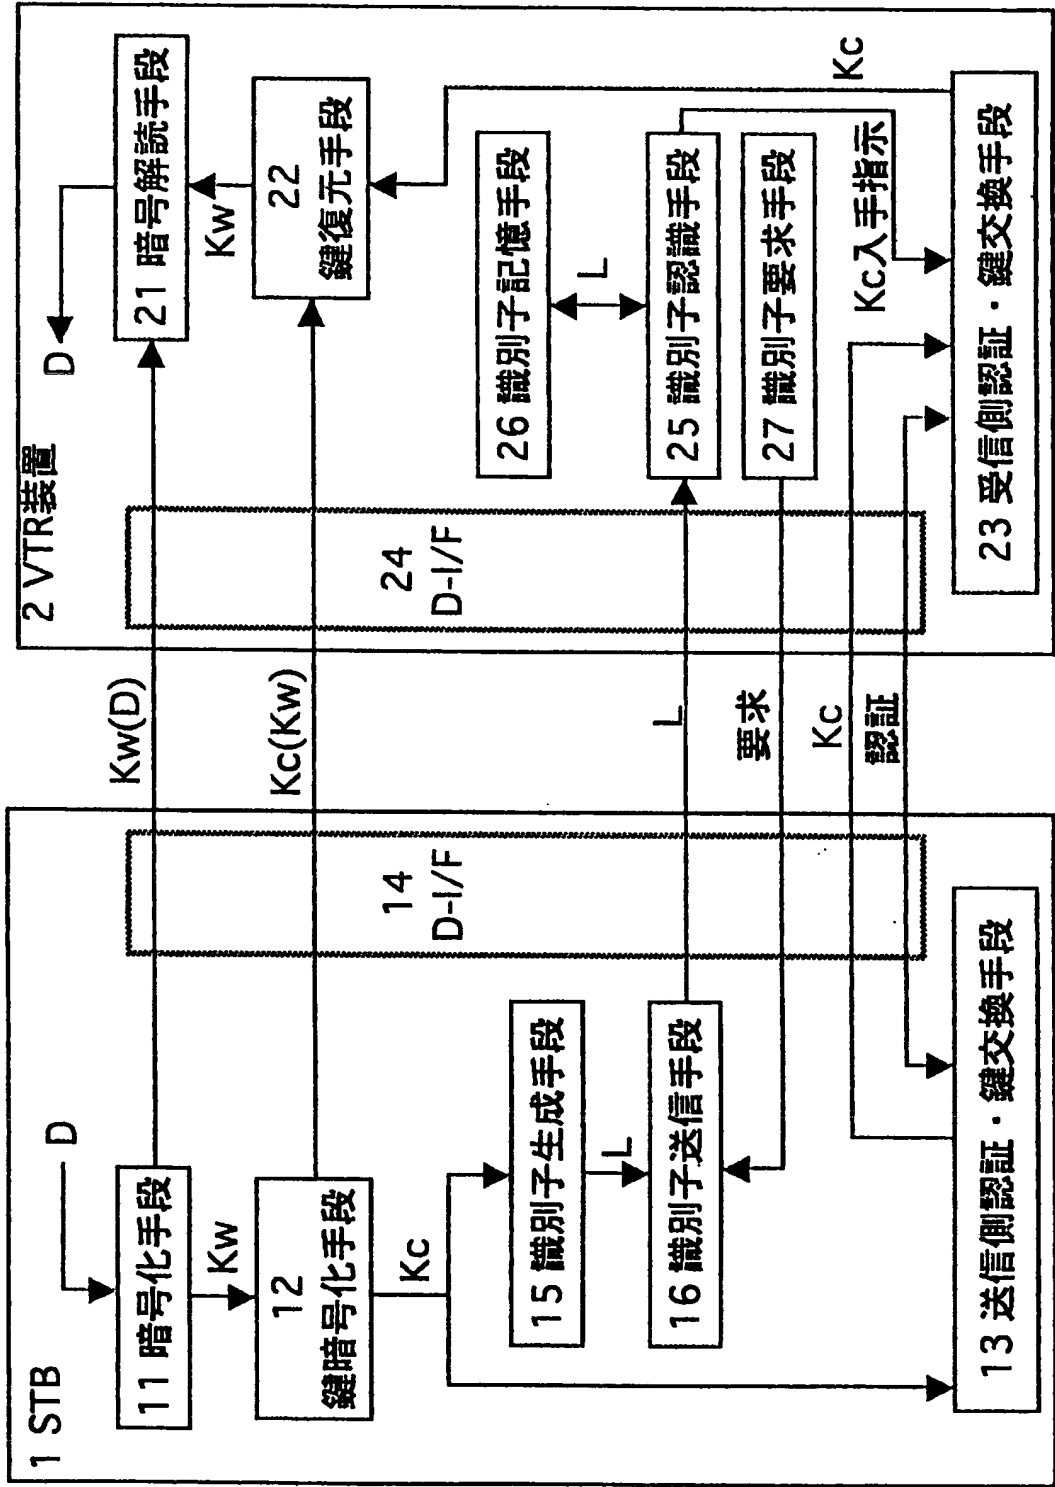 1 STB
D
11 暗号化手段
Kw
12
鍵暗号化手段
Kc
15 識別子生成手段
L
16 識別子送信手段
13 送信側認証・鍵交換手段
14
D-I/F
Kw(D)
Kc(Kw)
L
要求
Kc
認証
2 VTR装置
D
21 暗号解読手段
Kw
22
鍵復元手段
24
D-I/F
26 識別子記憶手段
L
25 識別子認識手段
27 識別子要求手段
Kc
Kc入手指示
23 受信側認証・鍵交換手段